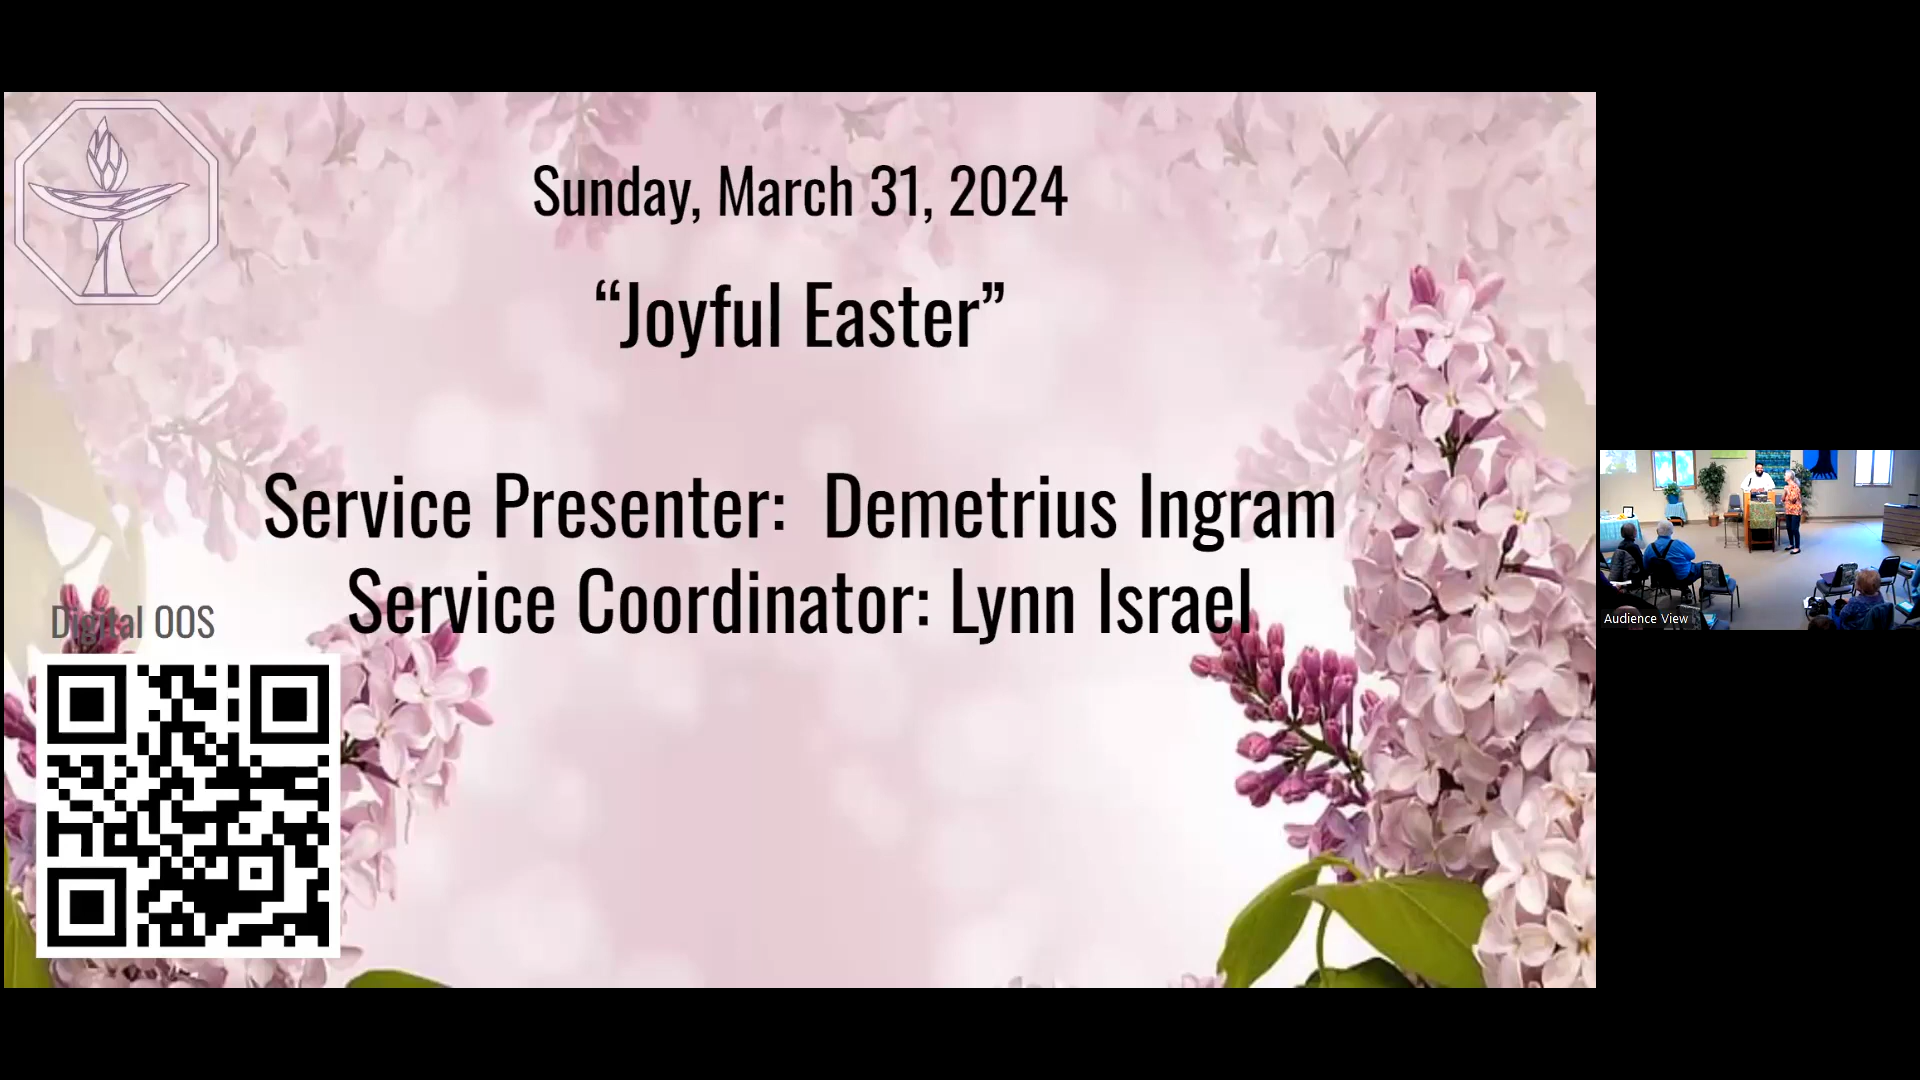 Sunday, March 31, 2024
“Joyful Easter”
Service Presenter: Demetrius Ingram
Service Coordinator: Lynn Israel
Digital OOS
Audience View